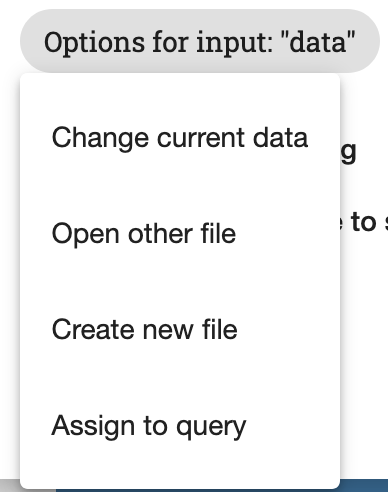 Options for input: "data"
Change current data
g
Open other file
to
Create new file
Assign to query